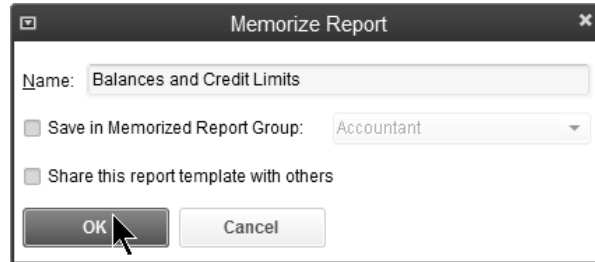 Memorize Report
Name: Balances and Credit Limits
Save in Memorized Report Group: Accountant
Share this report template with others
OK Cancel